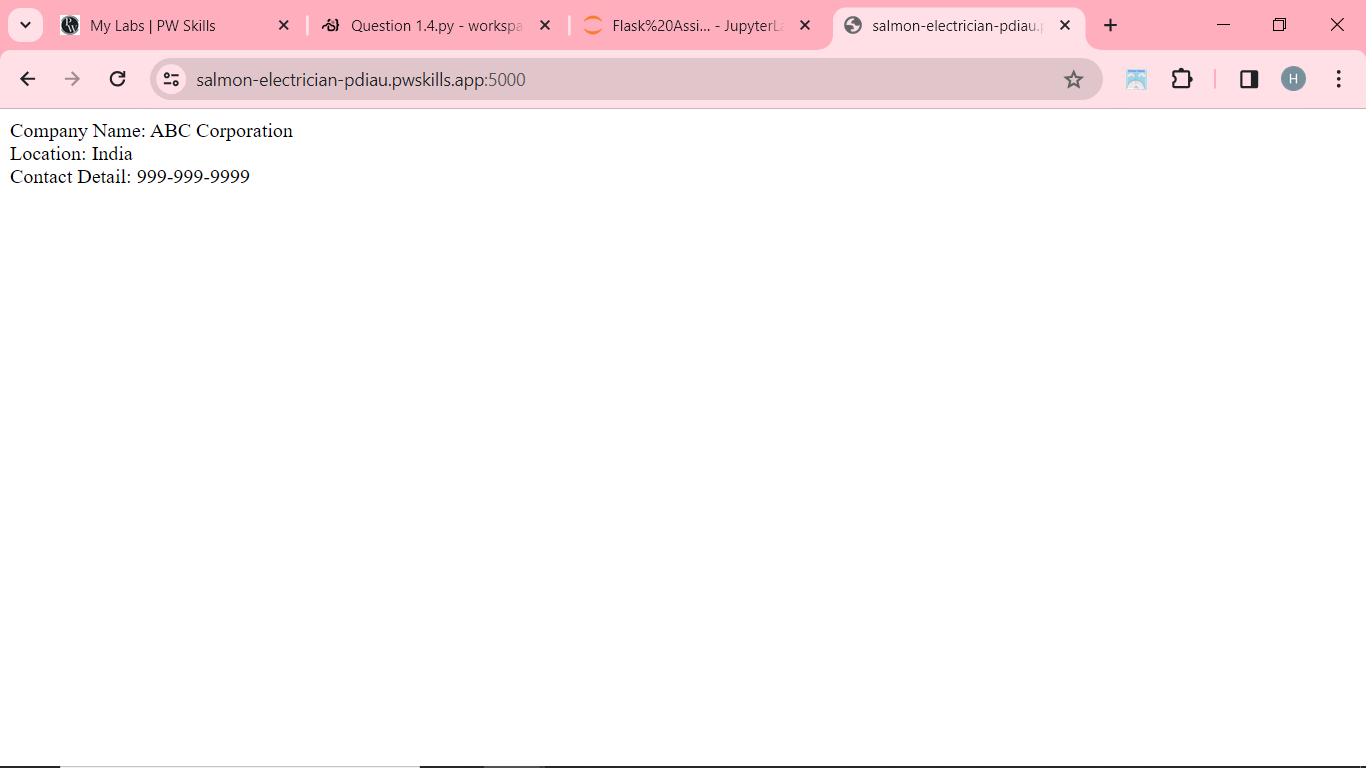 My Labs | PW Skills
Question 1.4.py - workspa
Flask%20Assi... - JupyterLa
salmon-electrician-pdiau.p
salmon-electrician-pdiau.pwskills.app:5000
H
Company Name: ABC Corporation
Location: India
Contact Detail: 999-999-9999